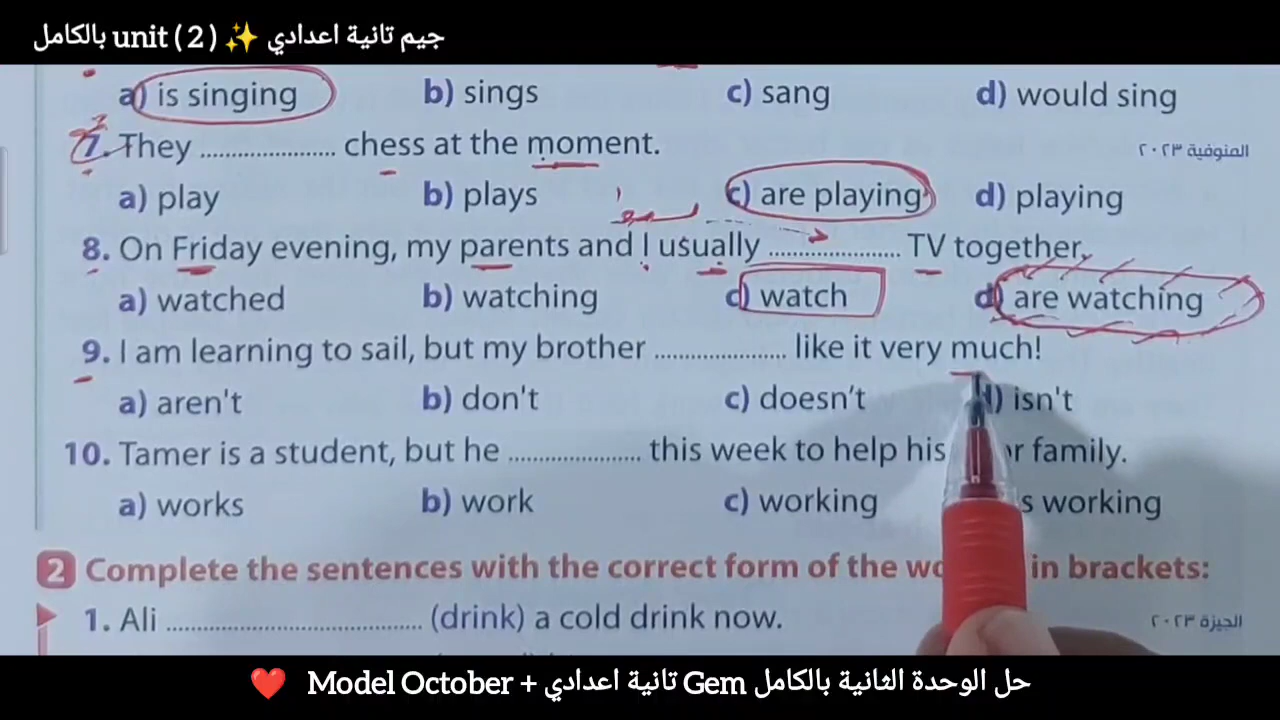 جيم تانية اعدادي ✨ unit ( 2 ) بالكامل
a) is singing b) sings c) sang d) would sing
7. They ..................... chess at the moment. المنوفية ٢٠٢٣
a) play b) plays c) are playing d) playing
8. On Friday evening, my parents and I usually ..................... TV together.
a) watched b) watching c) watch d) are watching
9. I am learning to sail, but my brother ..................... like it very much!
a) aren't b) don't c) doesn't d) isn't
10. Tamer is a student, but he ..................... this week to help his family.
a) works b) work c) working working
2 Complete the sentences with the correct form of the in brackets:
1. Ali ........................................ (drink) a cold drink now. الجيزة ٢٠٢٣
حل الوحدة الثانية بالكامل Gem تانية اعدادي + Model October ❤️